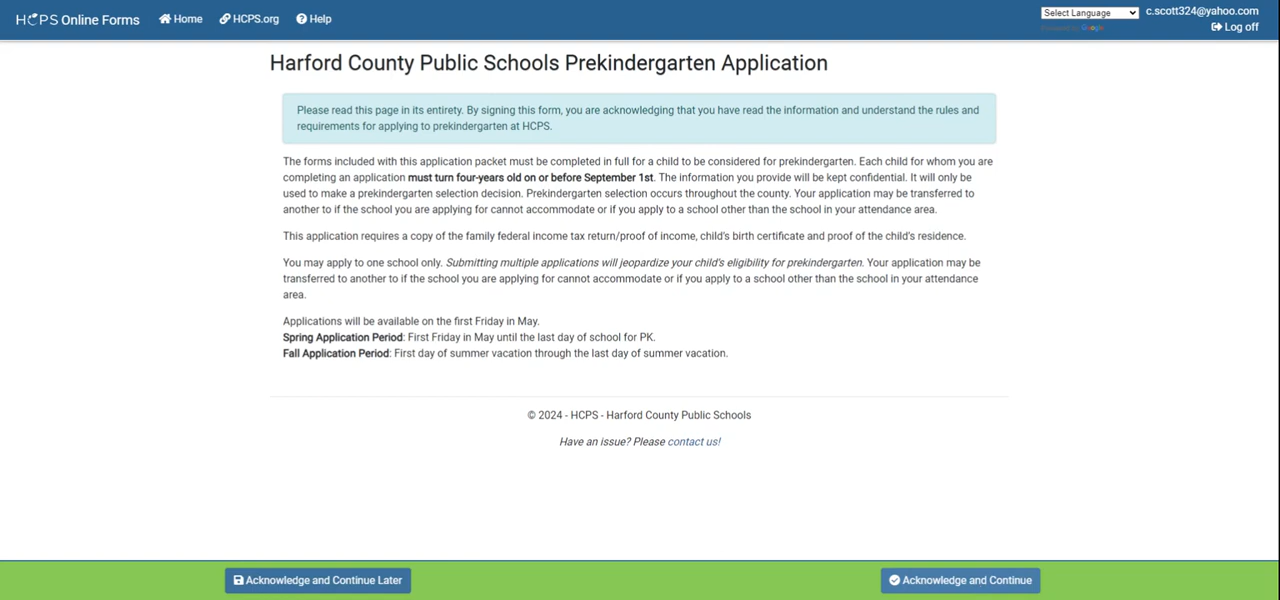 HCPS Online Forms Home HCPS.org Help Select Language c.scott324@yahoo.com
Powered by Google Log off
Harford County Public Schools Prekindergarten Application
Please read this page in its entirety. By signing this form, you are acknowledging that you have read the information and understand the rules and
requirements for applying to prekindergarten at HCPS.
The forms included with this application packet must be completed in full for a child to be considered for prekindergarten. Each child for whom you are
completing an application must turn four-years old on or before September 1st. The information you provide will be kept confidential. It will only be
used to make a prekindergarten selection decision. Prekindergarten selection occurs throughout the county. Your application may be transferred to
another to if the school you are applying for cannot accommodate or if you apply to a school other than the school in your attendance area.
This application requires a copy of the family federal income tax return/proof of income, child's birth certificate and proof of the child's residence.
You may apply to one school only. Submitting multiple applications will jeopardize your child's eligibility for prekindergarten. Your application may be
transferred to another to if the school you are applying for cannot accommodate or if you apply to a school other than the school in your attendance
area.
Applications will be available on the first Friday in May.
Spring Application Period: First Friday in May until the last day of school for PK.
Fall Application Period: First day of summer vacation through the last day of summer vacation.
© 2024 - HCPS - Harford County Public Schools
Have an issue? Please contact us!
Acknowledge and Continue Later Acknowledge and Continue